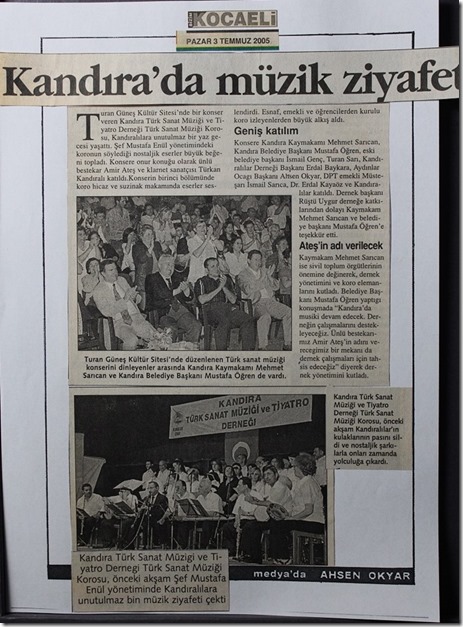 BİZİM
KOCAELi
PAZAR 3 TEMMUZ 2005
Kandıra'da müzik ziyafet
Turan Güneş Kültür Sitesi'nde bir konser
veren Kandıra Türk Sanat Müziği ve Ti-
yatro Derneği Türk Sanat Müziği Koro-
su, Kandıralılara unutulmaz bir yaz ge-
cesi yaşattı. Şef Mustafa Enül yönetimindeki
koronun söylediği nostaljik eserler büyük beğe-
ni topladı. Konsere onur konuğu olarak ünlü
bestekar Amir Ateş ve klarnet sanatçısı Türkan
Kandıralı katıldı. Konserin birinci bölümünde
koro hicaz ve suzinak makamında eserler ses-
lendirdi. Esnaf, emekli ve öğrencilerden kurulu
koro izleyenlerden büyük alkış aldı.
Geniş katılım
Konsere Kandıra Kaymakamı Mehmet Sarıcan,
Kandıra Belediye Başkanı Mustafa Öğren, eski
belediye başkanı İsmail Genç, Turan Sarı, Kandı-
ralılar Derneği Başkanı Erdal Baykara, Aydınlar
Ocağı Başkanı Ahsen Okyar, DPT emekli Müste-
şarı İsmail Sarıca, Dr. Erdal Kayaöz ve Kandıra-
lılar katıldı. Dernek başkanı
Rüştü Uygur derneğe katkı-
larından dolayı Kaymakam
Mehmet Sarıcan ve beledi-
ye başkanı Mustafa Öğren'e
teşekkür etti.
Ateş'in adı verilecek
Kaymakam Mehmet Sarıcan
ise sivil toplum örgütlerinin
önemine değinerek, dernek
yönetimini ve koro eleman-
larını kutladı. Belediye Baş-
kanı Mustafa Öğren yaptığı
konuşmada "Kandıra'da
musiki devam edecek. Der-
neğin çalışmalarını destek-
leyeceğiz. Ünlü bestekarı-
mız Amir Ateş'in adını ve-
receğimiz bir mekanı da
dernek çalışmaları için tah-
sis edeceğiz" diyerek der-
nek yönetimini kutladı.
Turan Güneş Kültür Sitesi'nde düzenlenen Türk sanat müziği
konserini dinleyenler arasında Kandıra Kaymakamı Mehmet
Sarıcan ve Kandıra Belediye Başkanı Mustafa Öğren de vardı.
KANDIRA
TÜRK SANAT MÜZİĞİ ve TİYATRO
DERNEĞİ
Kandıra Türk Sanat
Müziği ve Tiyatro
Derneği Türk Sanat
Müziği Korosu, önceki
akşam Kandıralılar'ın
kulaklarının pasını sil-
di ve nostaljik şarkı-
larla onları zamanda
yolculuğa çıkardı.
Kandıra Türk Sanat Müziği ve Ti-
yatro Derneği Türk Sanat Müziği
Korosu, önceki akşam Şef Mustafa
Enül yönetiminde Kandıralılara
unutulmaz bin müzik ziyafeti çekti
medya'da AHSEN OKYAR